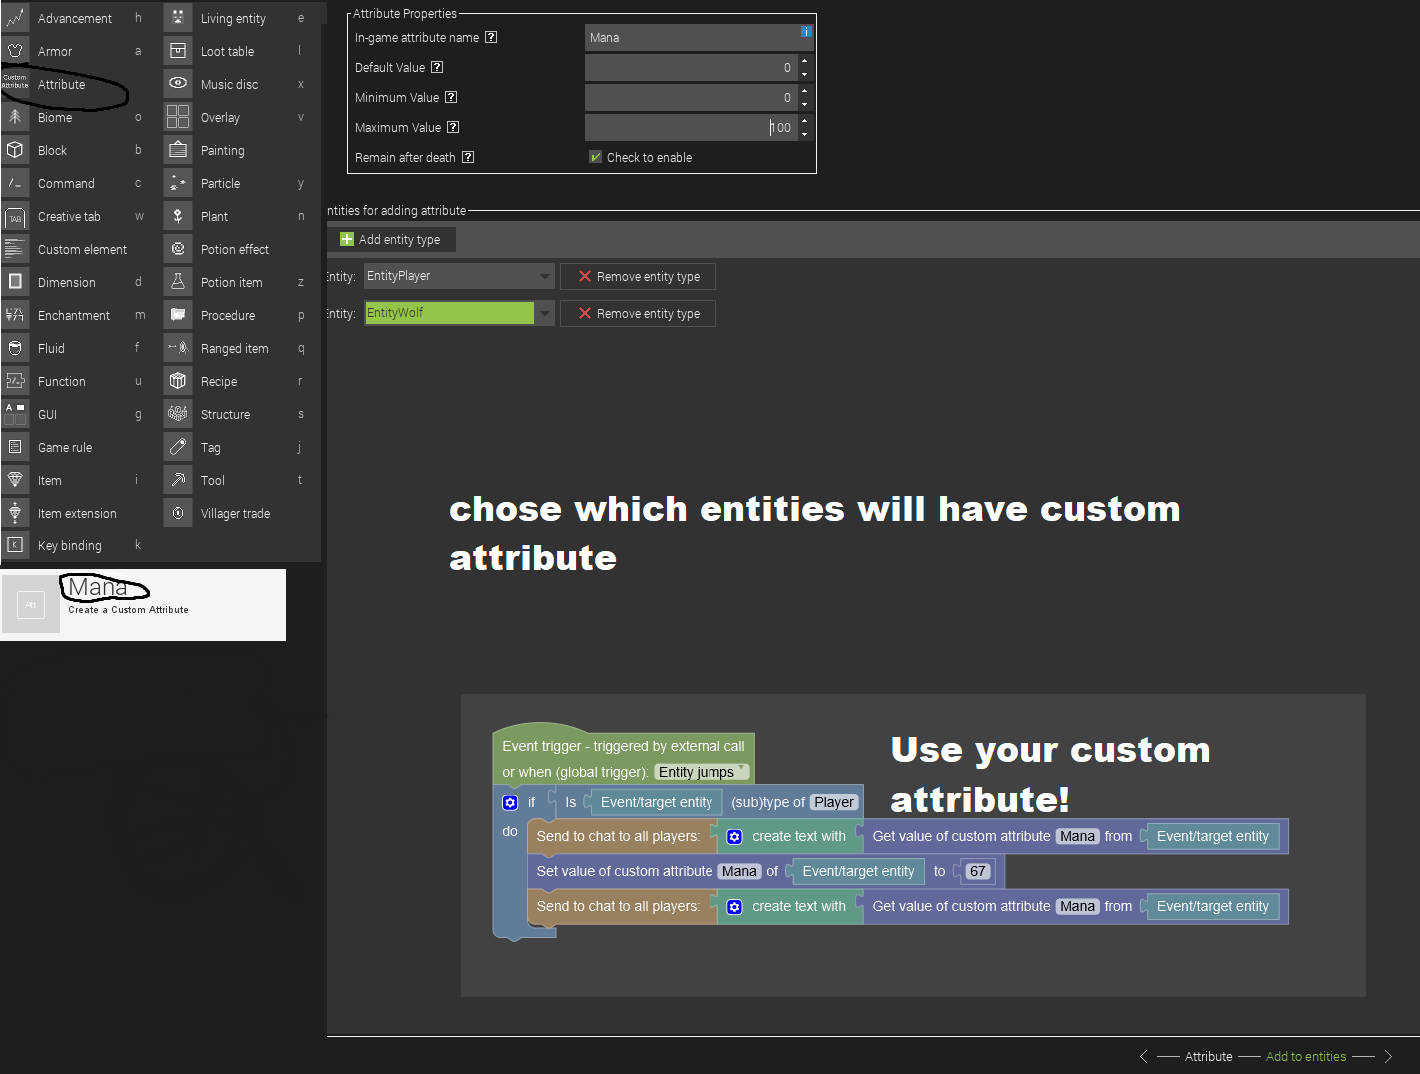 Advancement h
Armor a
Custom
Attribute
Attribute
Biome o
Block b
/_ Command c
TAB Creative tab w
Custom element
Dimension d
Enchantment m
Fluid f
Function u
A GUI g
Game rule
Item i
Item extension
K Key binding k
Living entity e
Loot table l
Music disc x
Overlay v
Painting
Particle y
Plant n
Potion effect
Potion item z
Procedure p
Ranged item q
Recipe r
Structure s
Tag j
Tool t
Villager trade
Att
Mana
Create a Custom Attribute
Attribute Properties
In-game attribute name ? Mana i
Default Value ? 0
Minimum Value ? 0
Maximum Value ? 100
Remain after death ? Check to enable
ntities for adding attribute
Add entity type
Entity: EntityPlayer Remove entity type
Entity: EntityWolf Remove entity type
chose which entities will have custom
attribute
Use your custom
attribute!
Event trigger - triggered by external call
or when (global trigger): Entity jumps
if Is Event/target entity (sub)type of Player
do Send to chat to all players: create text with Get value of custom attribute Mana from Event/target entity
Set value of custom attribute Mana of Event/target entity to 67
Send to chat to all players: create text with Get value of custom attribute Mana from Event/target entity
Attribute Add to entities